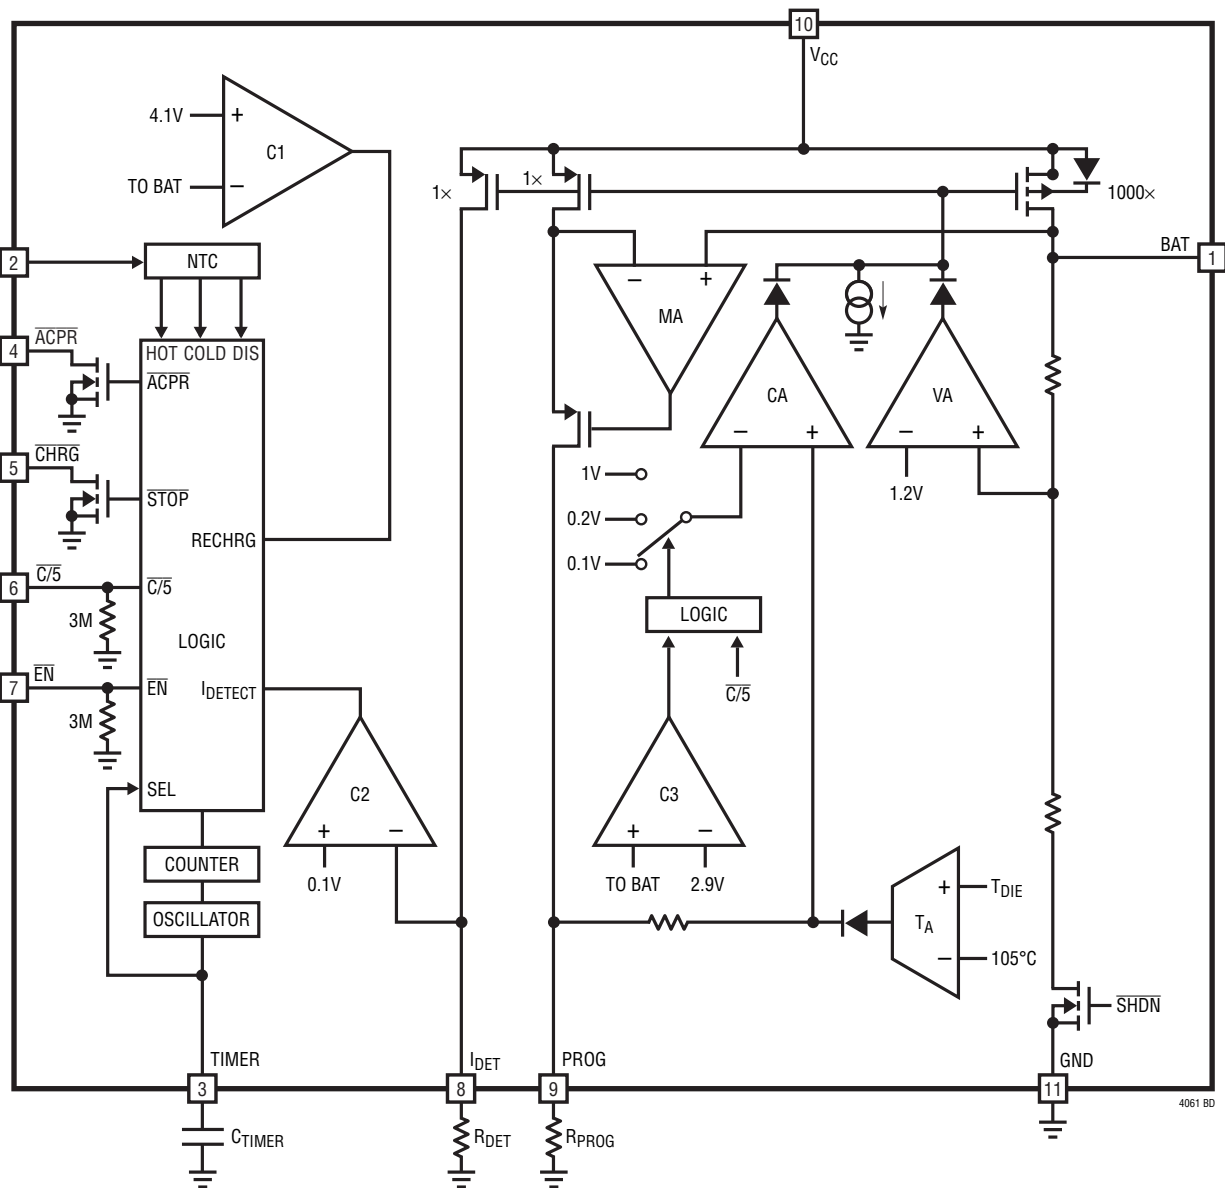 10
VCC
4.1V
+
C1
TO BAT
−
1×
1×
1000×
BAT
1
2
NTC
− +
MA
4
ACPR
HOT COLD DIS
ACPR
CA
− +
VA
− +
5
CHRG
STOP
1V
1.2V
0.2V
RECHRG
0.1V
6
C/5
C/5
3M
LOGIC
LOGIC
7
EN
EN
IDETECT
C/5
3M
SEL
C2
+ −
C3
+ −
COUNTER
0.1V
TO BAT
2.9V
+
TDIE
OSCILLATOR
TA
−
105°C
SHDN
TIMER
IDET
PROG
GND
3
8
9
11
4061 BD
CTIMER
RDET
RPROG